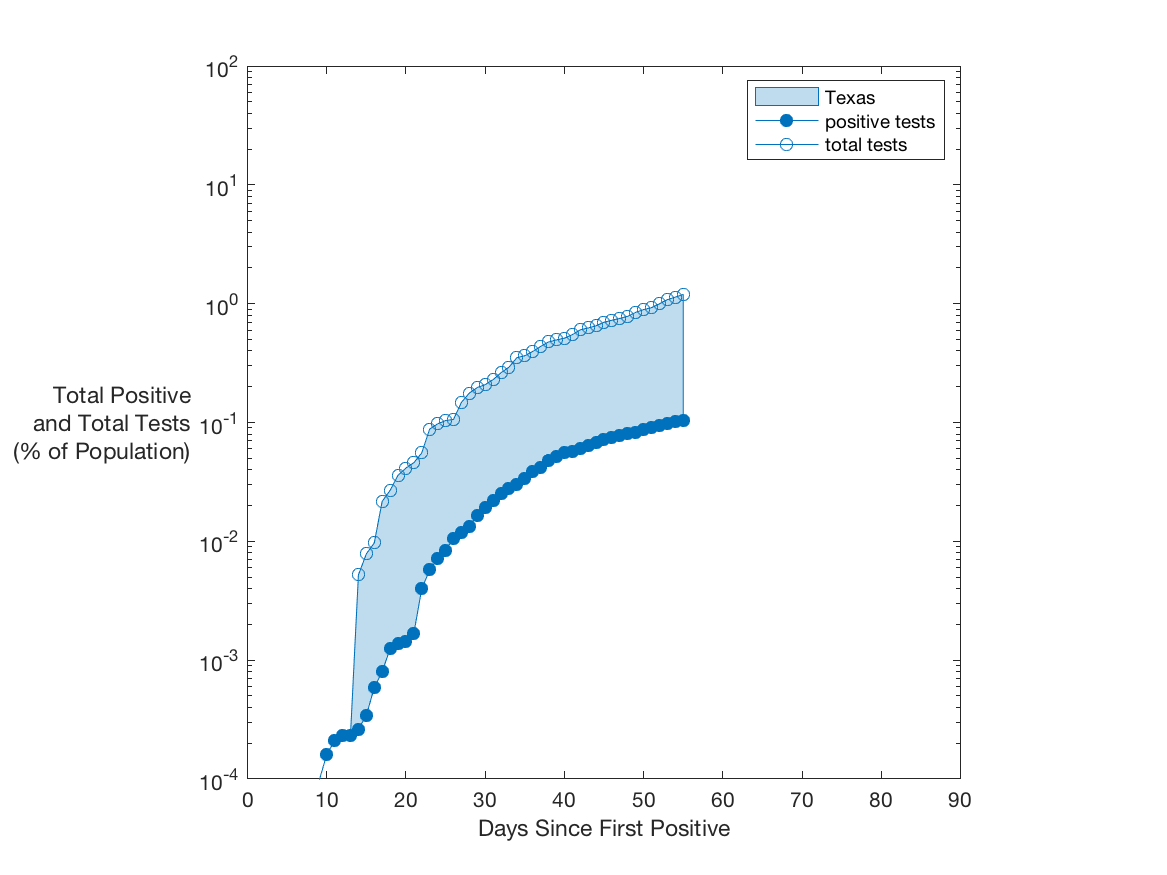 10^2
10^1
10^0
10^-1
10^-2
10^-3
10^-4
Total Positive
and Total Tests
(% of Population)
Texas
positive tests
total tests
0 10 20 30 40 50 60 70 80 90
Days Since First Positive